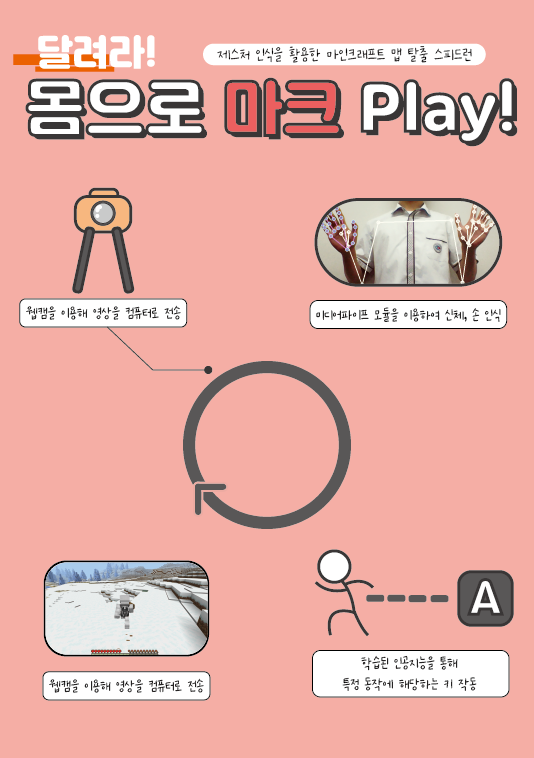 달려라!
제스처 인식을 활용한 마인크래프트 맵 탈출 스피드런
몸으로 마크 Play!
웹캠을 이용해 영상을 컴퓨터로 전송
미디어파이프 모듈을 이용하여 신체, 손 인식
A
웹캠을 이용해 영상을 컴퓨터로 전송
학습된 인공지능을 통해
특정 동작에 해당하는 키 작동